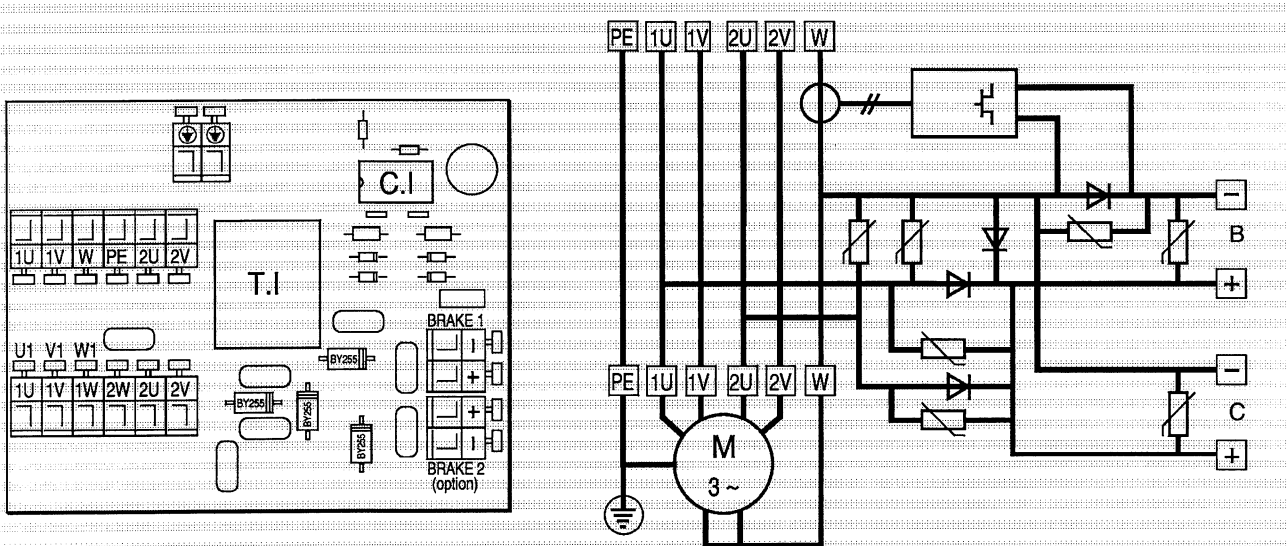 C.I
1U 1V W PE 2U 2V
T.I
BRAKE 1
−
+
U1 V1 W1
1U 1V 1W 2W 2U 2V
BY255
BY255
BY255
BY255
+
−
BRAKE 2
(option)
PE 1U 1V 2U 2V W
−
B
+
PE 1U 1V 2U 2V W
−
C
+
M
3 ~